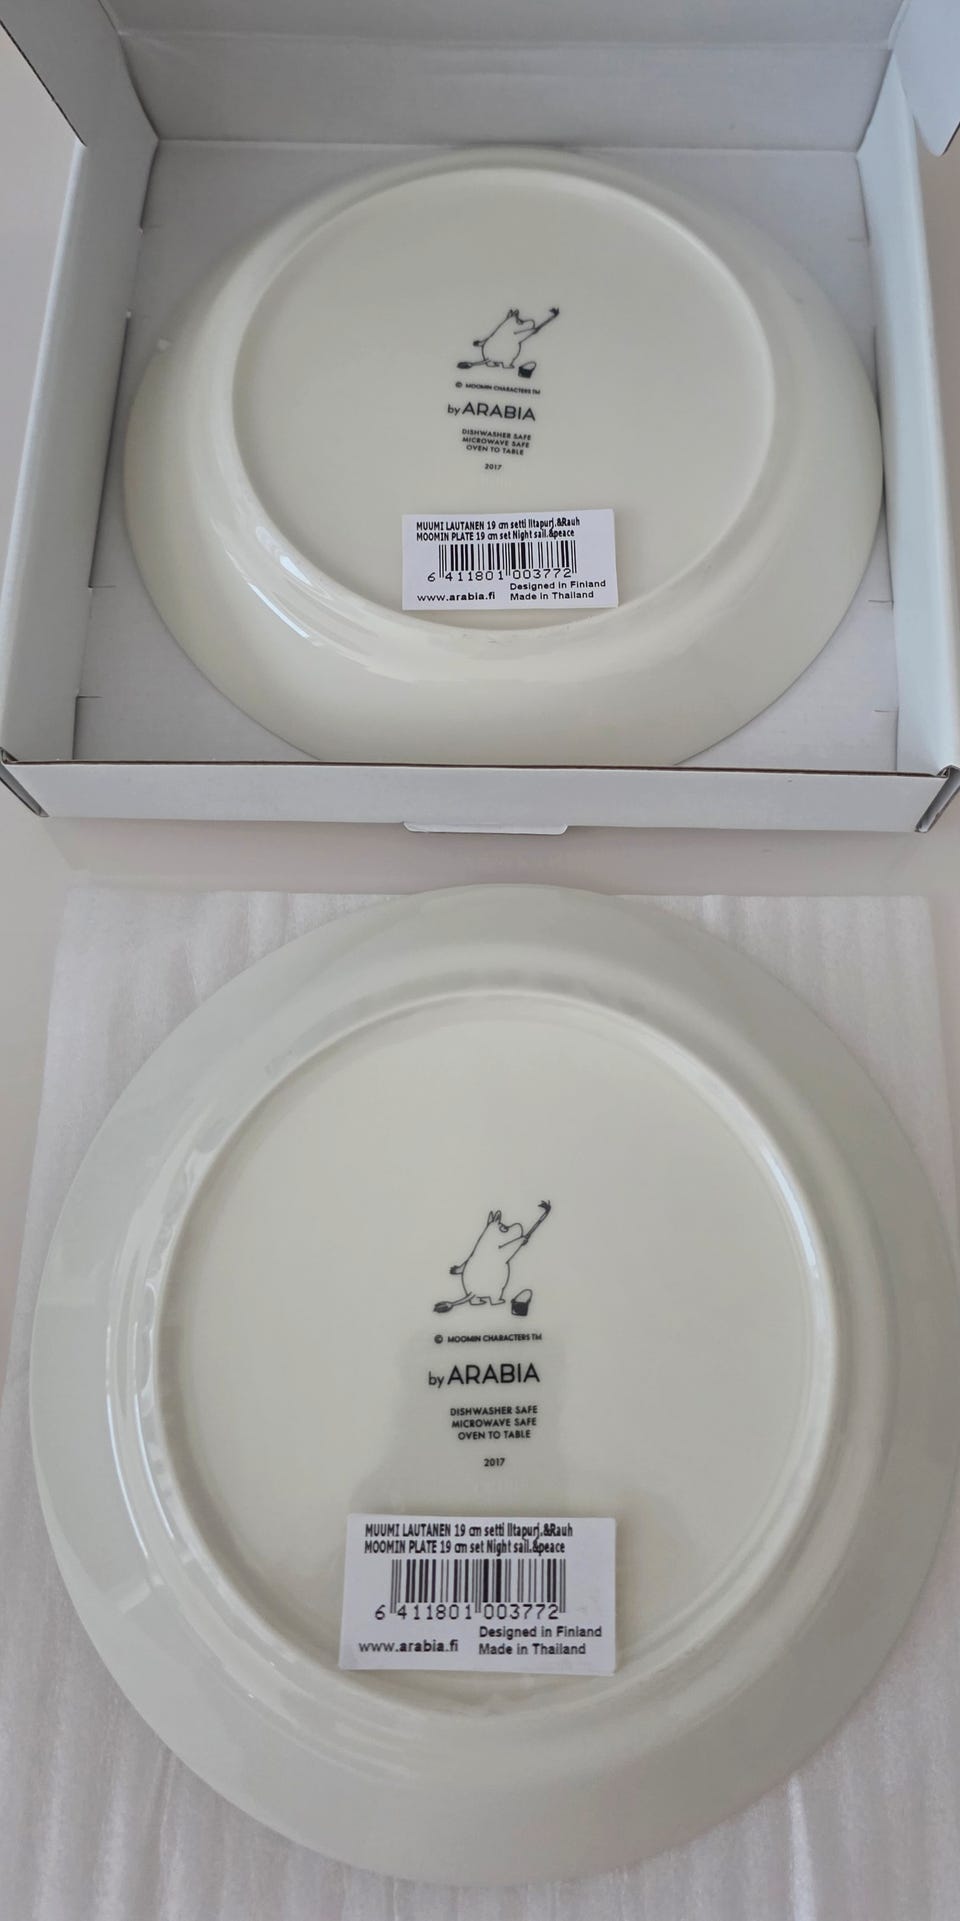 © MOOMIN CHARACTERS™
by ARABIA
DISHWASHER SAFE
MICROWAVE SAFE
OVEN TO TABLE
2017
MUUMI LAUTANEN 19 cm setti Iltapurj.&Rauh
MOOMIN PLATE 19 cm set Night sail.&peace
6 411801 003772
Designed in Finland
www.arabia.fi Made in Thailand
© MOOMIN CHARACTERS™
by ARABIA
DISHWASHER SAFE
MICROWAVE SAFE
OVEN TO TABLE
2017
MUUMI LAUTANEN 19 cm setti Iltapurj.&Rauh
MOOMIN PLATE 19 cm set Night sail.&peace
6 411801 003772
Designed in Finland
www.arabia.fi Made in Thailand